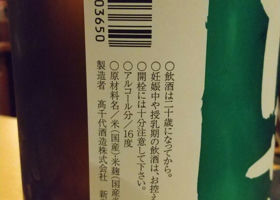 03650
○飲酒は二十歳になってから。
○妊娠中や授乳期の飲酒は、お控え
○開栓には十分注意して下さい。
○アルコール分／16度
○原材料名／米(国産)・米麹(国産
製造者　高千代酒造株式会社　新